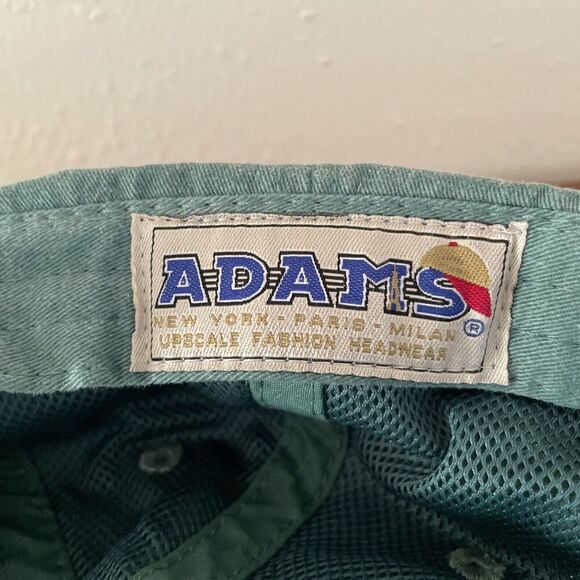 ADAMS ®
NEW YORK - PARIS - MILAN
UPSCALE FASHION HEADWEAR